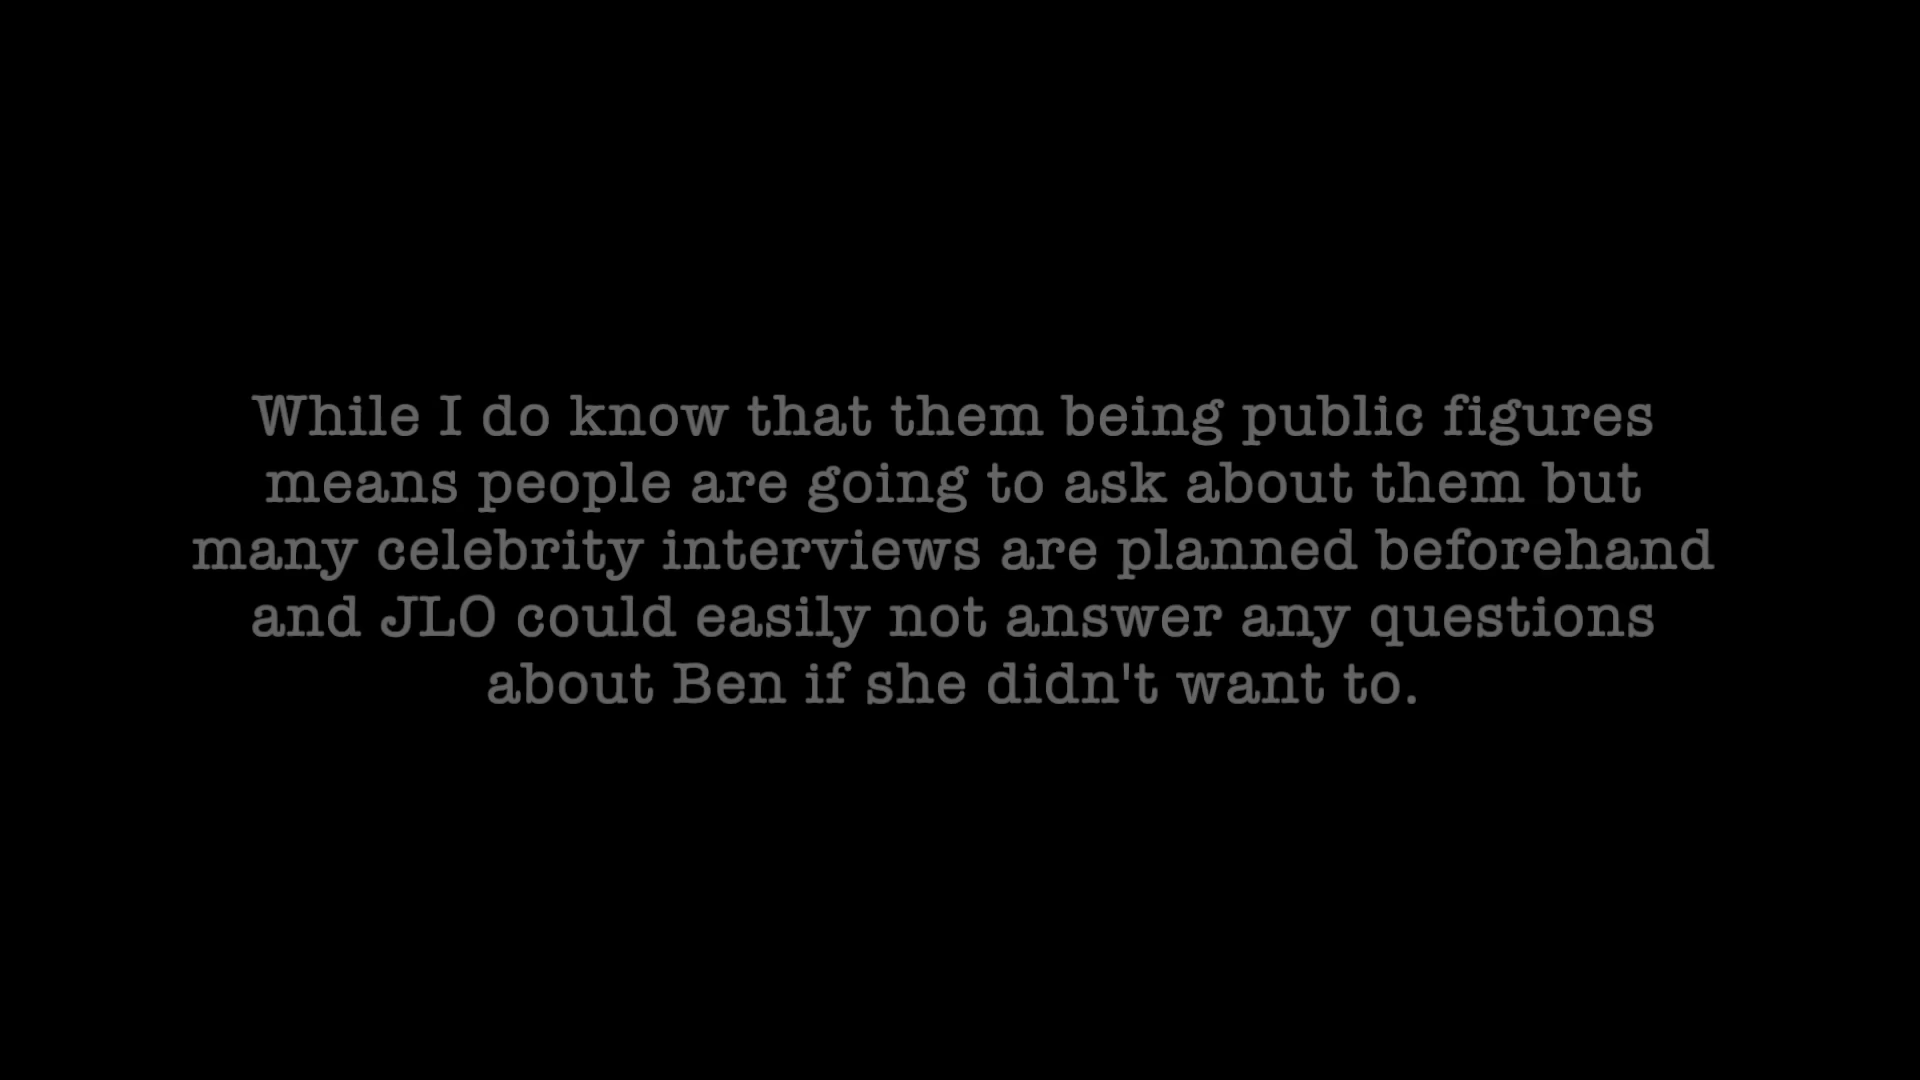 While I do know that them being public figures
means people are going to ask about them but
many celebrity interviews are planned beforehand
and JLO could easily not answer any questions
about Ben if she didn't want to.